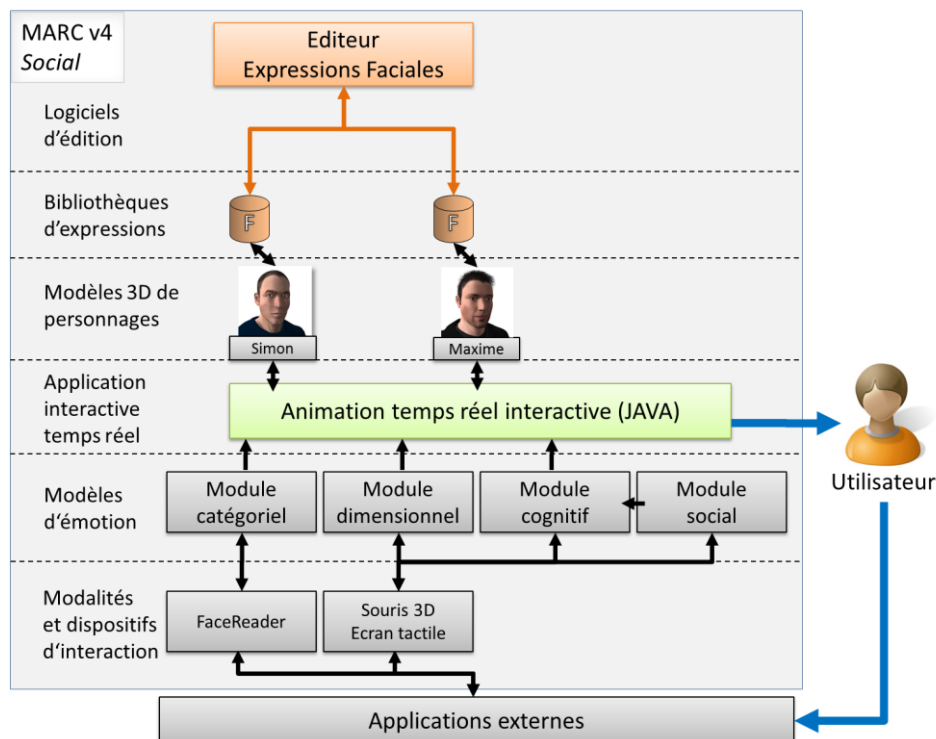 MARC v4
Social
Editeur
Expressions Faciales
Logiciels
d'édition
Bibliothèques
d'expressions
F
F
Modèles 3D de
personnages
Simon
Maxime
Application
interactive
temps réel
Animation temps réel interactive (JAVA)
Utilisateur
Modèles
d'émotion
Module
catégoriel
Module
dimensionnel
Module
cognitif
Module
social
Modalités
et dispositifs
d'interaction
FaceReader
Souris 3D
Ecran tactile
Applications externes